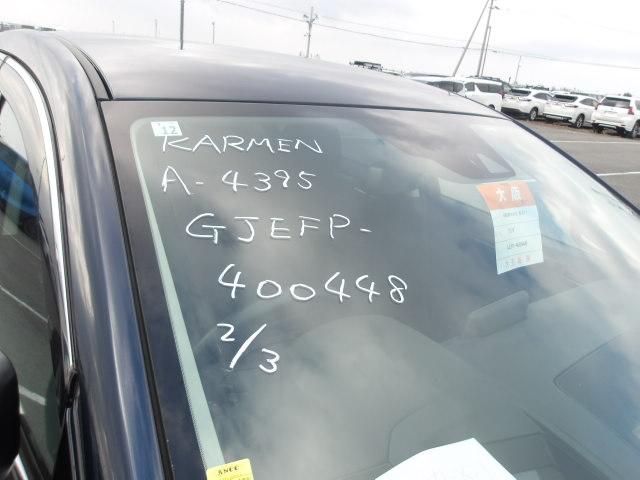 12
KARMEN
A-4395
GJEFP-
400448
2/3
大阪